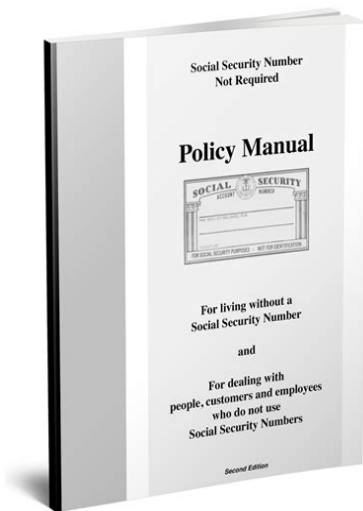 Social Security Number
Not Required
Policy Manual
SOCIAL SECURITY
ACCOUNT NUMBER
FOR SOCIAL SECURITY PURPOSES - NOT FOR IDENTIFICATION
For living without a
Social Security Number
and
For dealing with
people, customers and employees
who do not use
Social Security Numbers
Second Edition